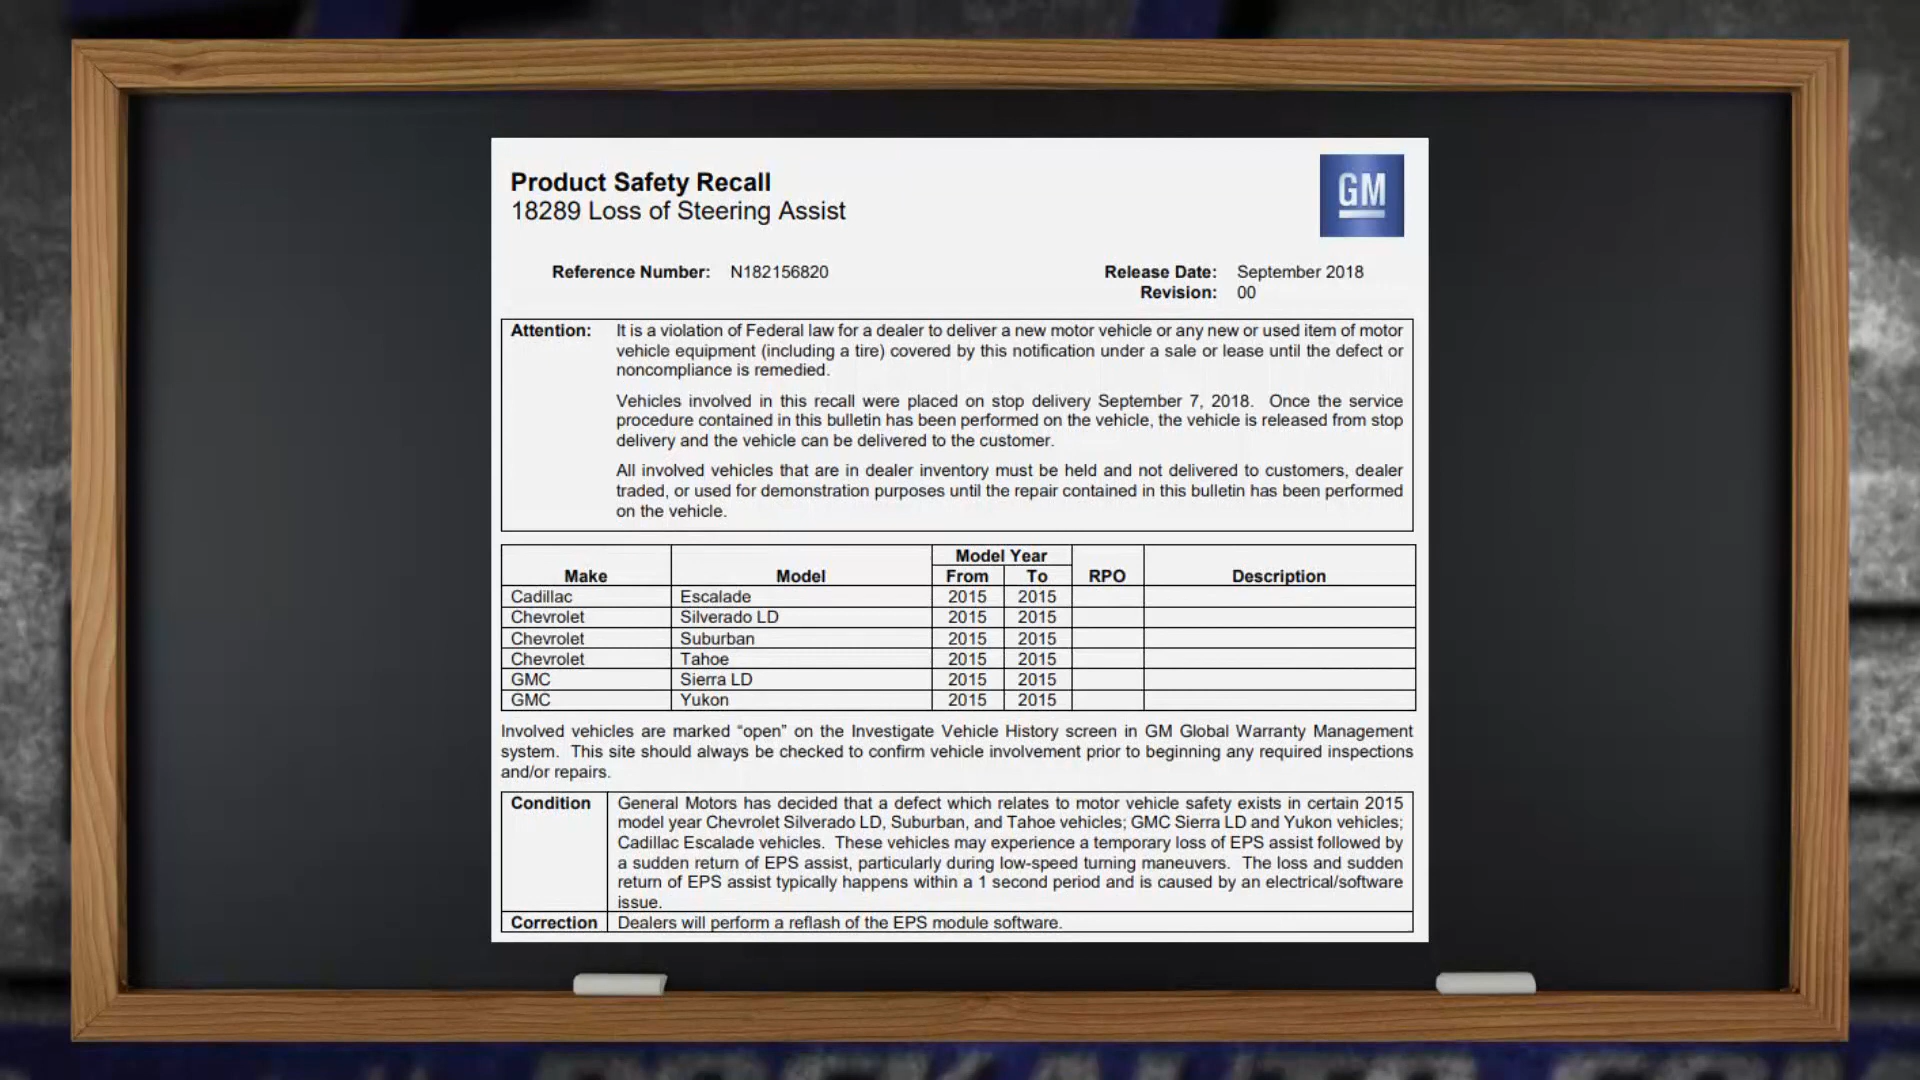 Product Safety Recall
18289 Loss of Steering Assist
GM
Reference Number: N182156820
Release Date: September 2018
Revision: 00
Attention: It is a violation of Federal law for a dealer to deliver a new motor vehicle or any new or used item of motor
vehicle equipment (including a tire) covered by this notification under a sale or lease until the defect or
noncompliance is remedied.
Vehicles involved in this recall were placed on stop delivery September 7, 2018. Once the service
procedure contained in this bulletin has been performed on the vehicle, the vehicle is released from stop
delivery and the vehicle can be delivered to the customer.
All involved vehicles that are in dealer inventory must be held and not delivered to customers, dealer
traded, or used for demonstration purposes until the repair contained in this bulletin has been performed
on the vehicle.
Model Year
Make Model From To RPO Description
Cadillac Escalade 2015 2015
Chevrolet Silverado LD 2015 2015
Chevrolet Suburban 2015 2015
Chevrolet Tahoe 2015 2015
GMC Sierra LD 2015 2015
GMC Yukon 2015 2015
Involved vehicles are marked “open” on the Investigate Vehicle History screen in GM Global Warranty Management
system. This site should always be checked to confirm vehicle involvement prior to beginning any required inspections
and/or repairs.
Condition General Motors has decided that a defect which relates to motor vehicle safety exists in certain 2015
model year Chevrolet Silverado LD, Suburban, and Tahoe vehicles; GMC Sierra LD and Yukon vehicles;
Cadillac Escalade vehicles. These vehicles may experience a temporary loss of EPS assist followed by
a sudden return of EPS assist, particularly during low-speed turning maneuvers. The loss and sudden
return of EPS assist typically happens within a 1 second period and is caused by an electrical/software
issue.
Correction Dealers will perform a reflash of the EPS module software.